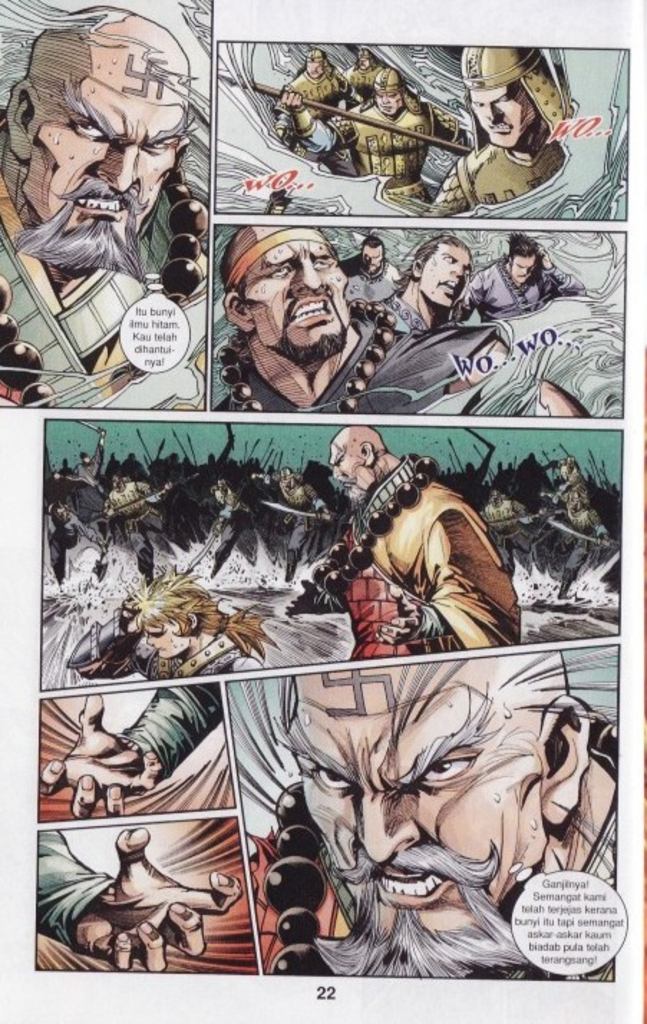 Itu bunyi
ilmu hitam.
Kau telah
dihantui-
nya!
WO...
WO...
WO...WO...
Ganjilnya!
Semangat kami
telah terjejas kerana
bunyi itu tapi semangat
askar-askar kaum
biadab pula telah
terangsang!
22